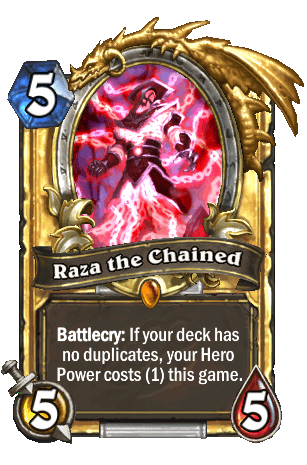 5
Raza the Chained
Battlecry: If your deck has
no duplicates, your Hero
Power costs (1) this game.
5 5